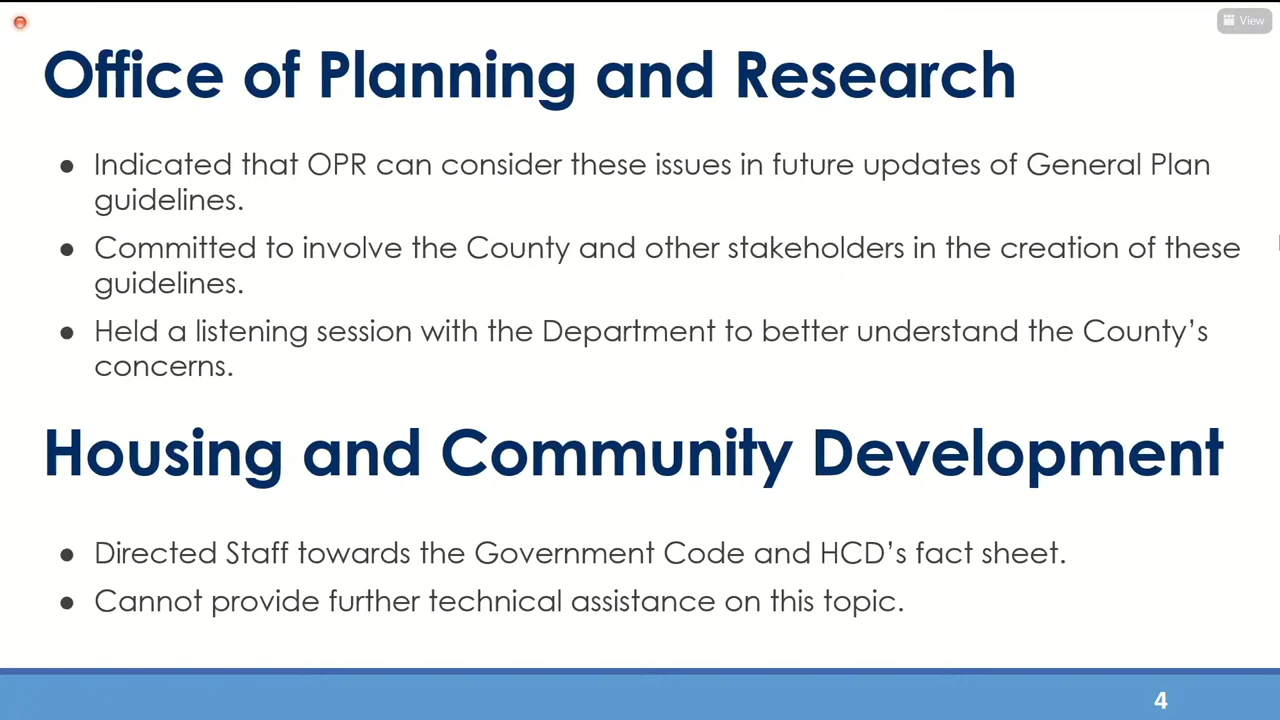 View
Office of Planning and Research
● Indicated that OPR can consider these issues in future updates of General Plan
guidelines.
● Committed to involve the County and other stakeholders in the creation of these
guidelines.
● Held a listening session with the Department to better understand the County’s
concerns.
Housing and Community Development
● Directed Staff towards the Government Code and HCD’s fact sheet.
● Cannot provide further technical assistance on this topic.
4